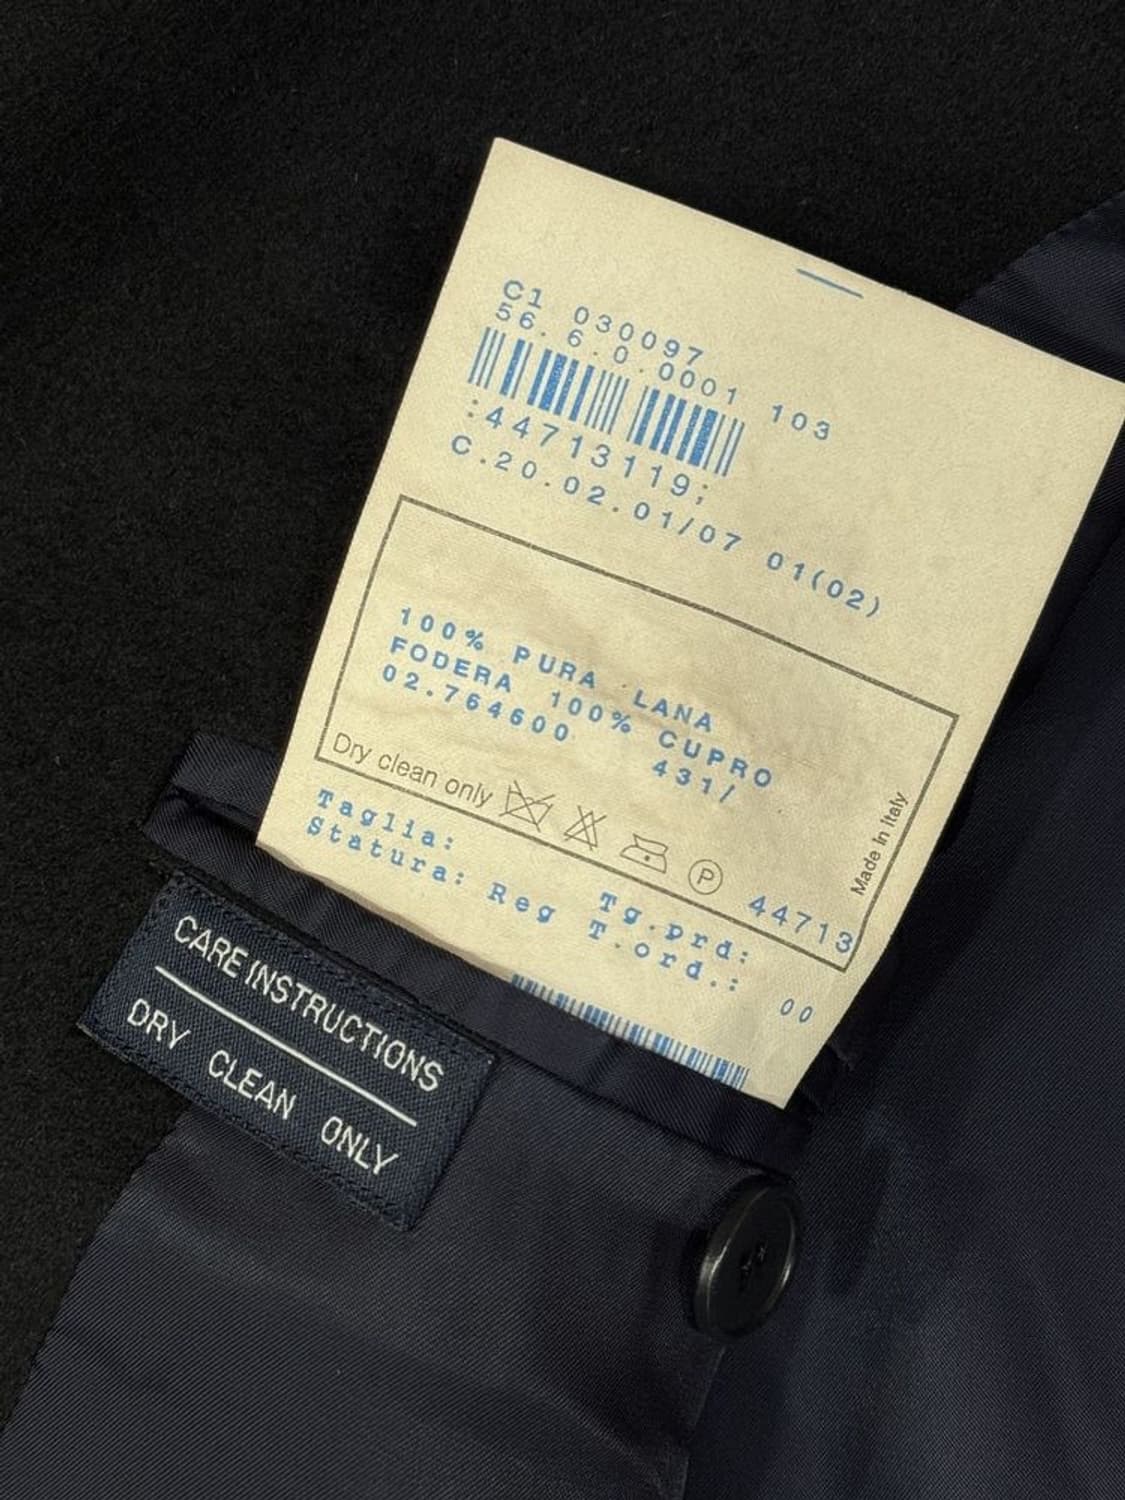 C1 030097
56. 6.0.0001 103
:44713119;
C.20.02.01/07 01(02)
100% PURA LANA
FODERA 100% CUPRO
02.764600 431/
Dry clean only
P
44713
Made in Italy
Taglia: Tg.prd:
Statura: Reg T.ord.: 00
CARE INSTRUCTIONS
DRY CLEAN ONLY